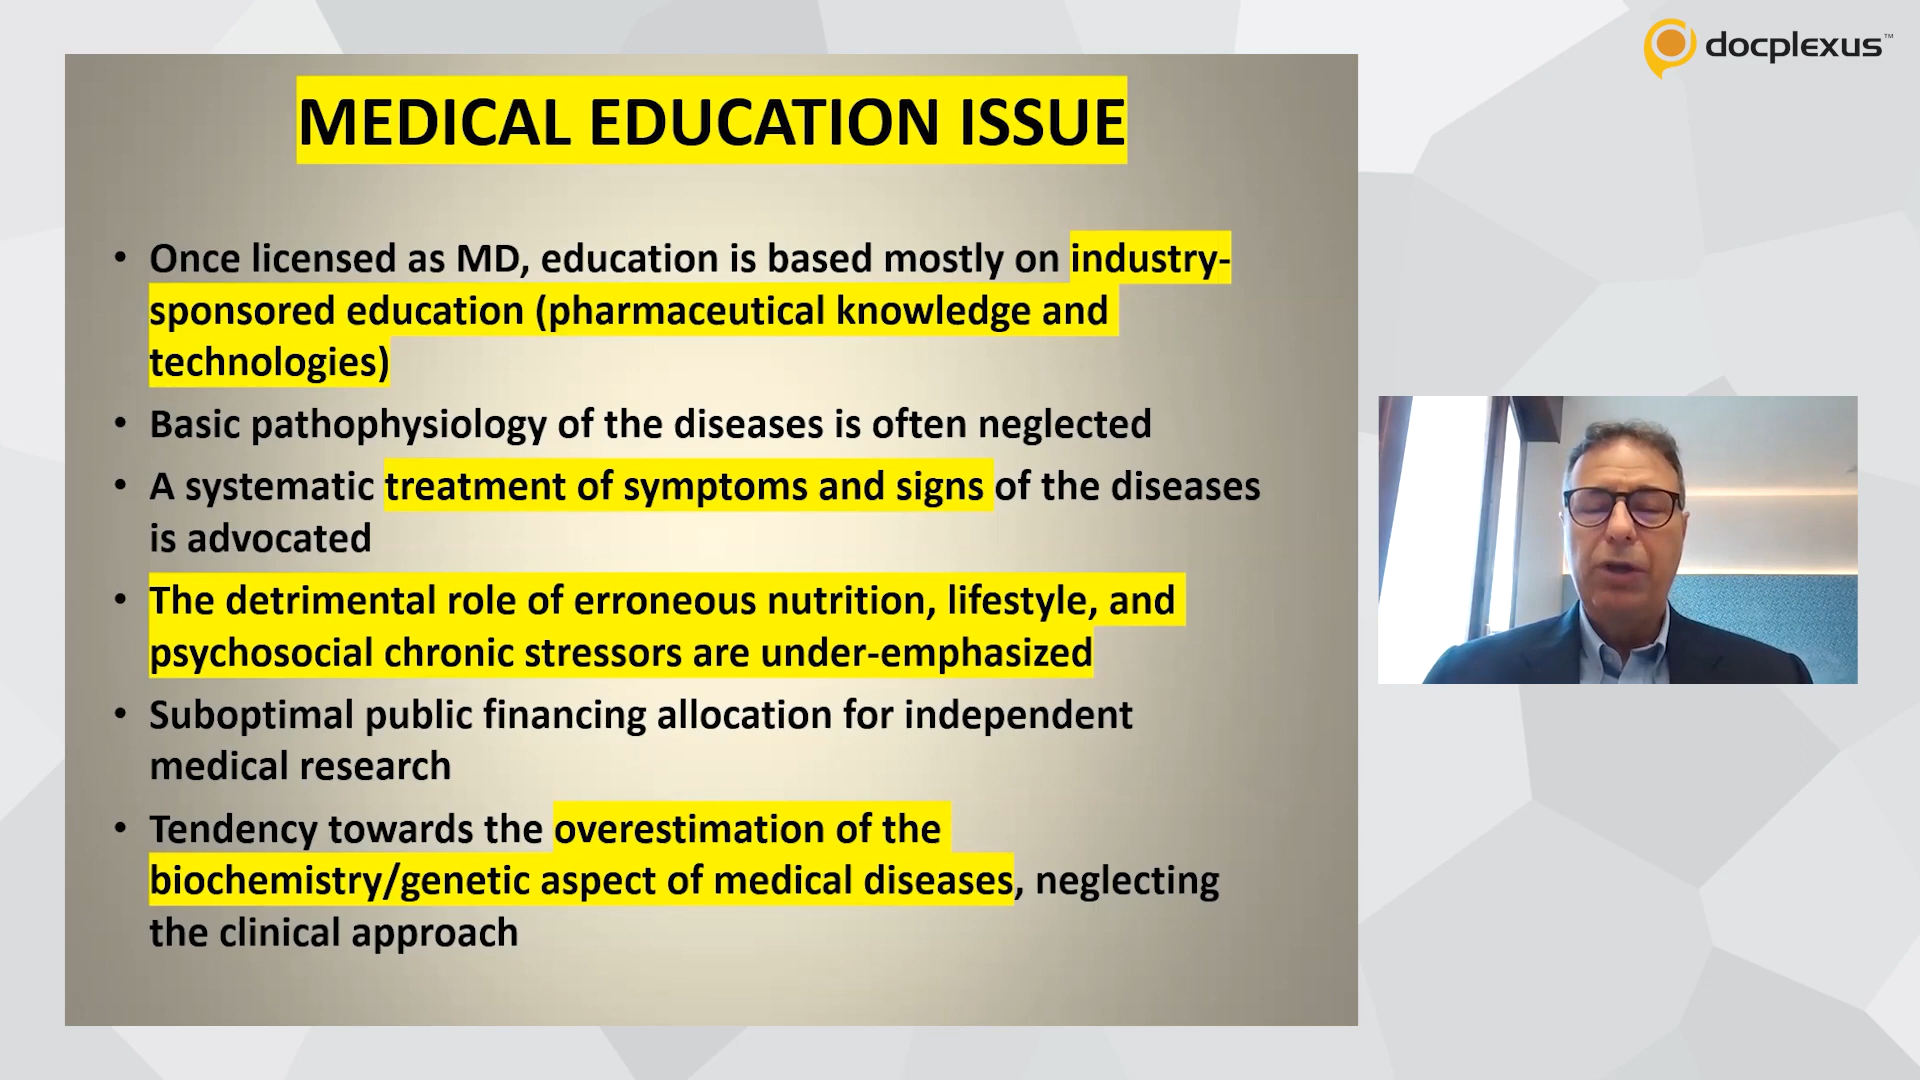 docplexus™
MEDICAL EDUCATION ISSUE
• Once licensed as MD, education is based mostly on industry-
sponsored education (pharmaceutical knowledge and
technologies)
• Basic pathophysiology of the diseases is often neglected
• A systematic treatment of symptoms and signs of the diseases
is advocated
• The detrimental role of erroneous nutrition, lifestyle, and
psychosocial chronic stressors are under-emphasized
• Suboptimal public financing allocation for independent
medical research
• Tendency towards the overestimation of the
biochemistry/genetic aspect of medical diseases, neglecting
the clinical approach